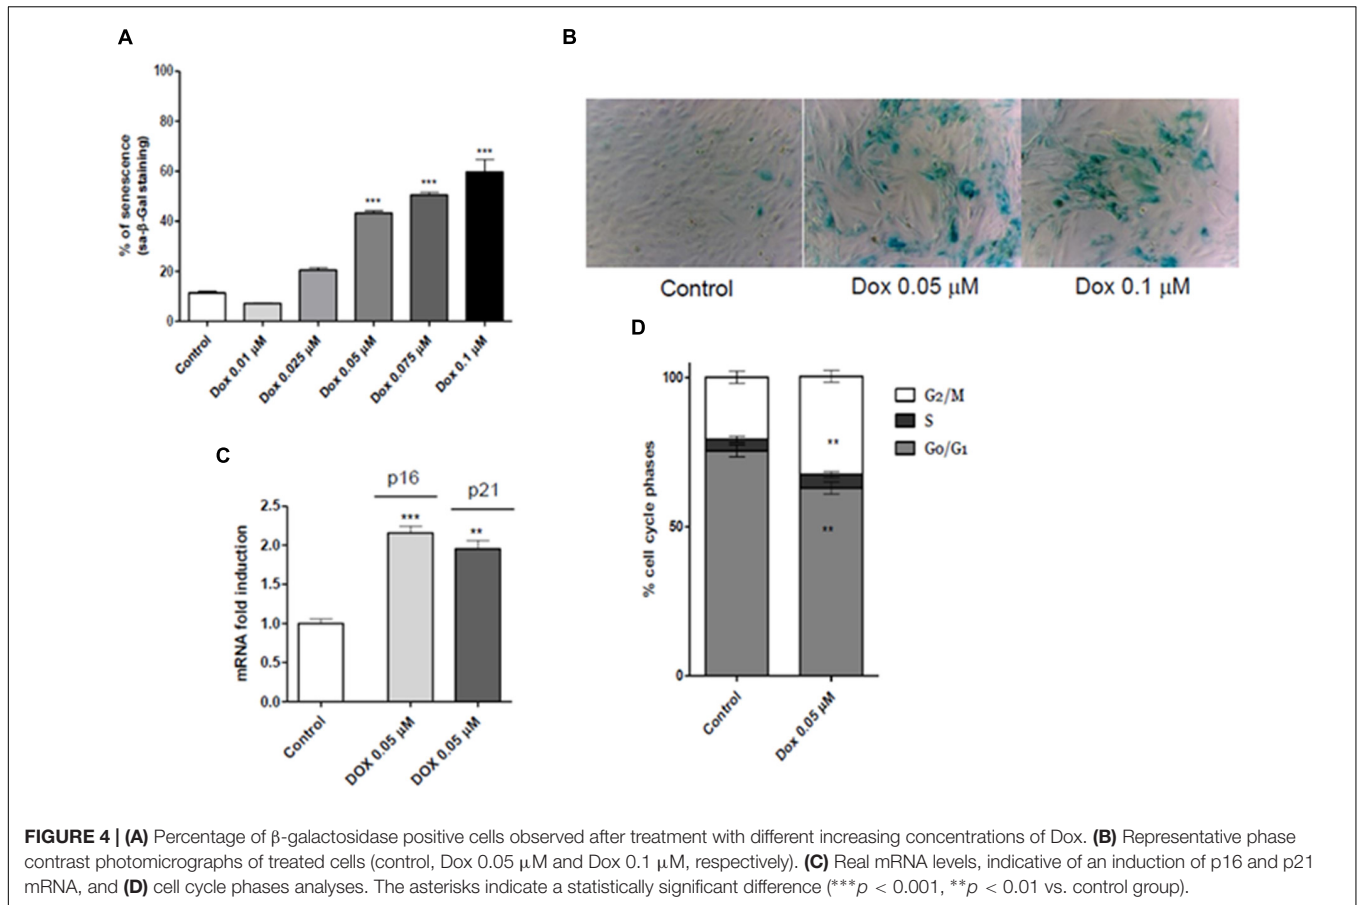 A
% of senescence
(sa-β-Gal staining)
100
80
60
40
20
0
***
***
***
Control
Dox 0.01 μM
Dox 0.025 μM
Dox 0.05 μM
Dox 0.075 μM
Dox 0.1 μM
B
Control
Dox 0.05 μM
Dox 0.1 μM
C
mRNA fold induction
2.5
2.0
1.5
1.0
0.5
0.0
p16
p21
***
**
Control
DOX 0.05 μM
DOX 0.05 μM
D
% cell cycle phases
100
50
0
**
**
Control
Dox 0.05 μM
G2/M
S
G0/G1
FIGURE 4 | (A) Percentage of β-galactosidase positive cells observed after treatment with different increasing concentrations of Dox. (B) Representative phase
contrast photomicrographs of treated cells (control, Dox 0.05 μM and Dox 0.1 μM, respectively). (C) Real mRNA levels, indicative of an induction of p16 and p21
mRNA, and (D) cell cycle phases analyses. The asterisks indicate a statistically significant difference (***p < 0.001, **p < 0.01 vs. control group).